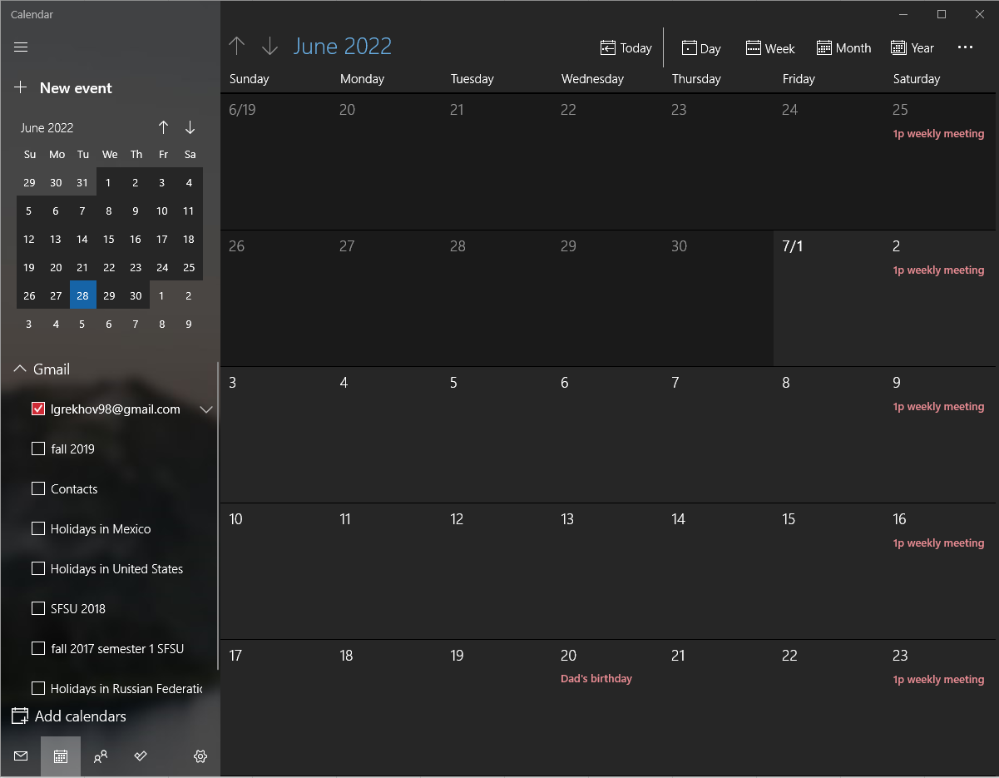 Calendar
New event
June 2022
Su Mo Tu We Th Fr Sa
29 30 31 1 2 3 4
5 6 7 8 9 10 11
12 13 14 15 16 17 18
19 20 21 22 23 24 25
26 27 28 29 30 1 2
3 4 5 6 7 8 9
Gmail
lgrekhov98@gmail.com
fall 2019
Contacts
Holidays in Mexico
Holidays in United States
SFSU 2018
fall 2017 semester 1 SFSU
Holidays in Russian Federatic
Add calendars
June 2022
Today Day Week Month Year
Sunday Monday Tuesday Wednesday Thursday Friday Saturday
6/19 20 21 22 23 24 25
1p weekly meeting
26 27 28 29 30 7/1 2
1p weekly meeting
3 4 5 6 7 8 9
1p weekly meeting
10 11 12 13 14 15 16
1p weekly meeting
17 18 19 20 21 22 23
Dad's birthday 1p weekly meeting